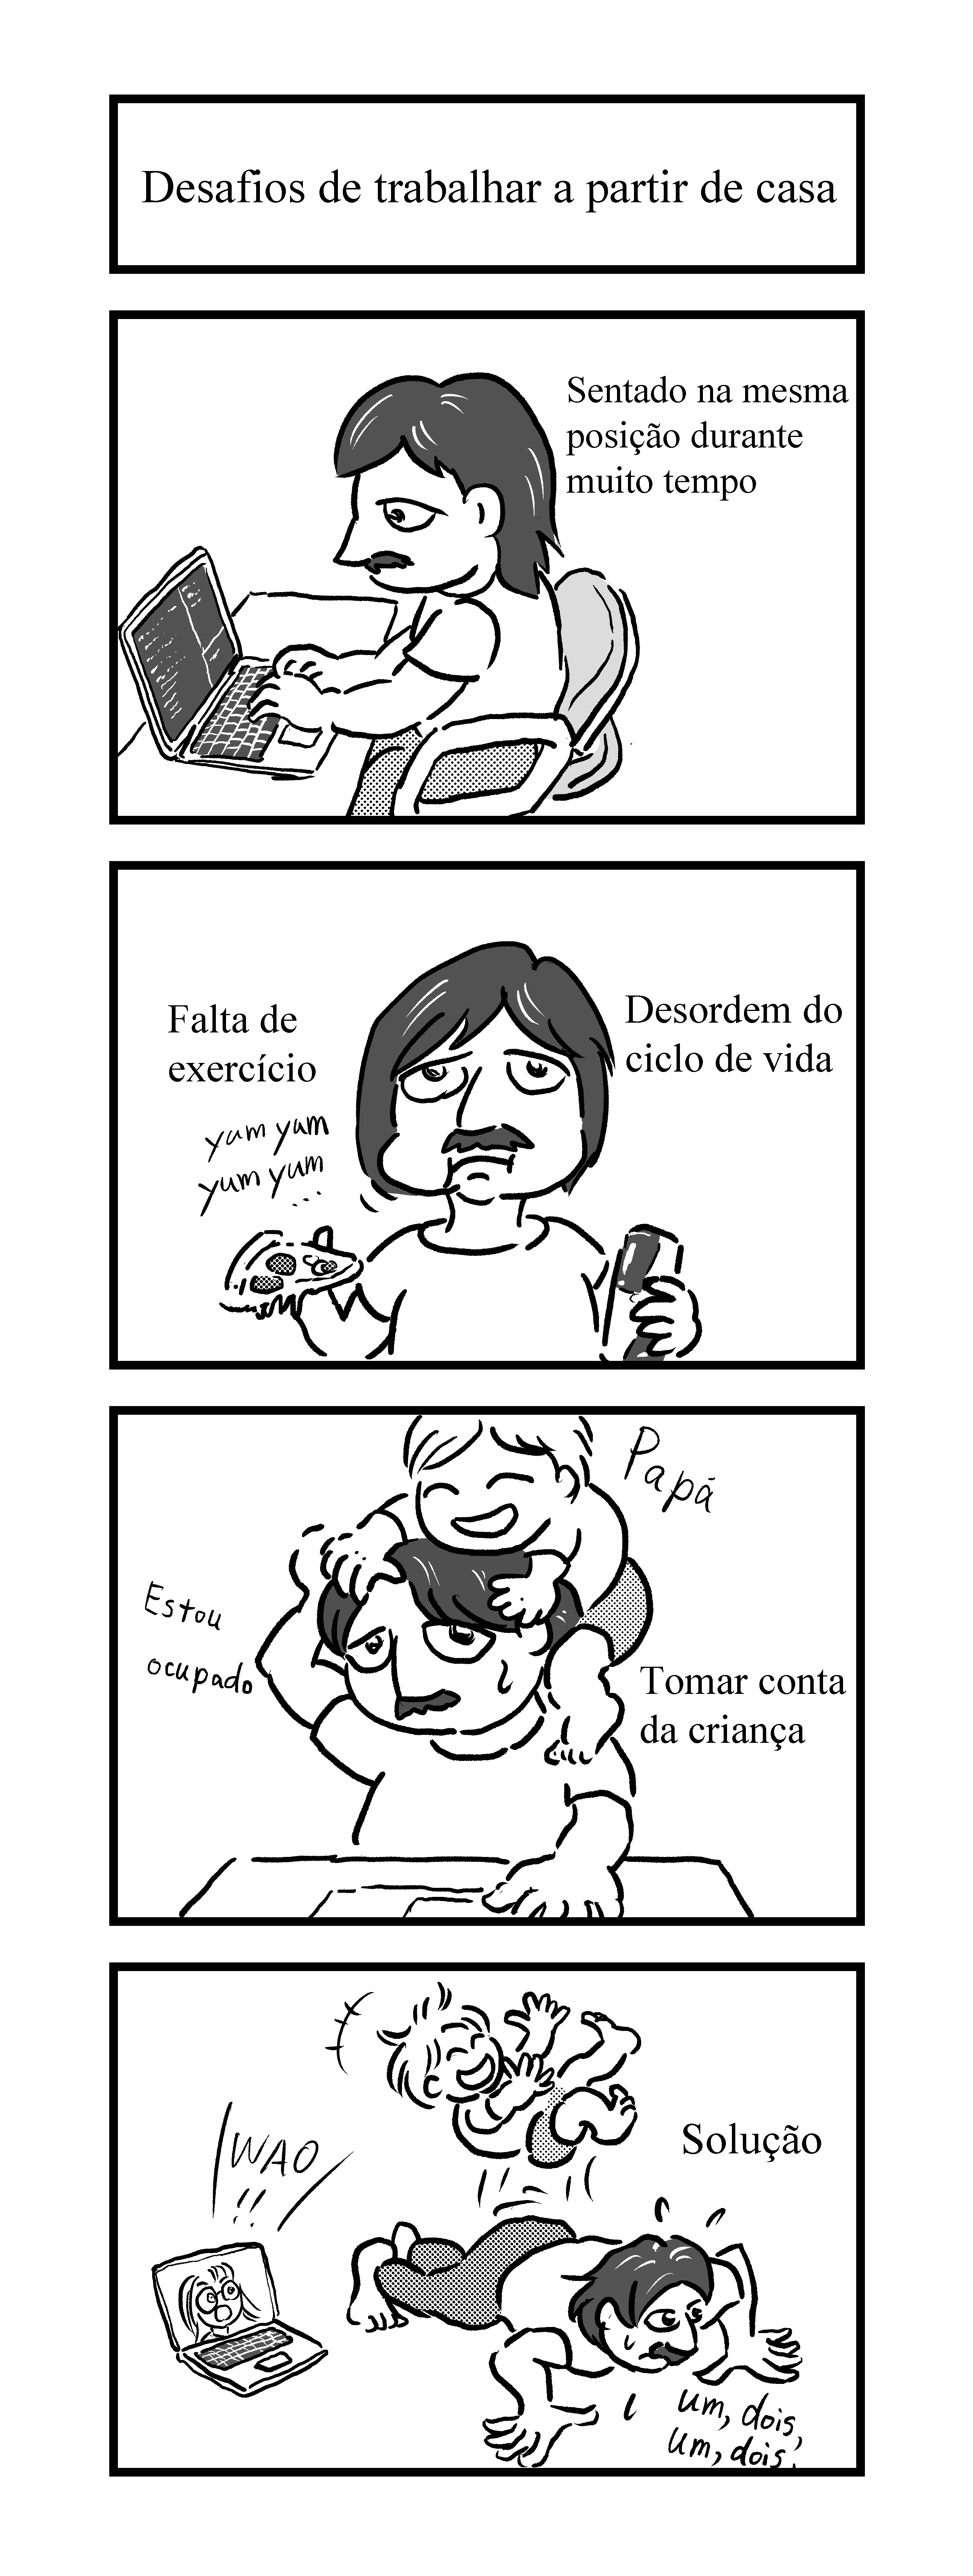 Desafios de trabalhar a partir de casa
Sentado na mesma
posição durante
muito tempo
Falta de
exercício
Desordem do
ciclo de vida
yum yum
yum yum
...
Papá
Estou
ocupado
Tomar conta
da criança
Solução
WAO
!!
um, dois,
um, dois!